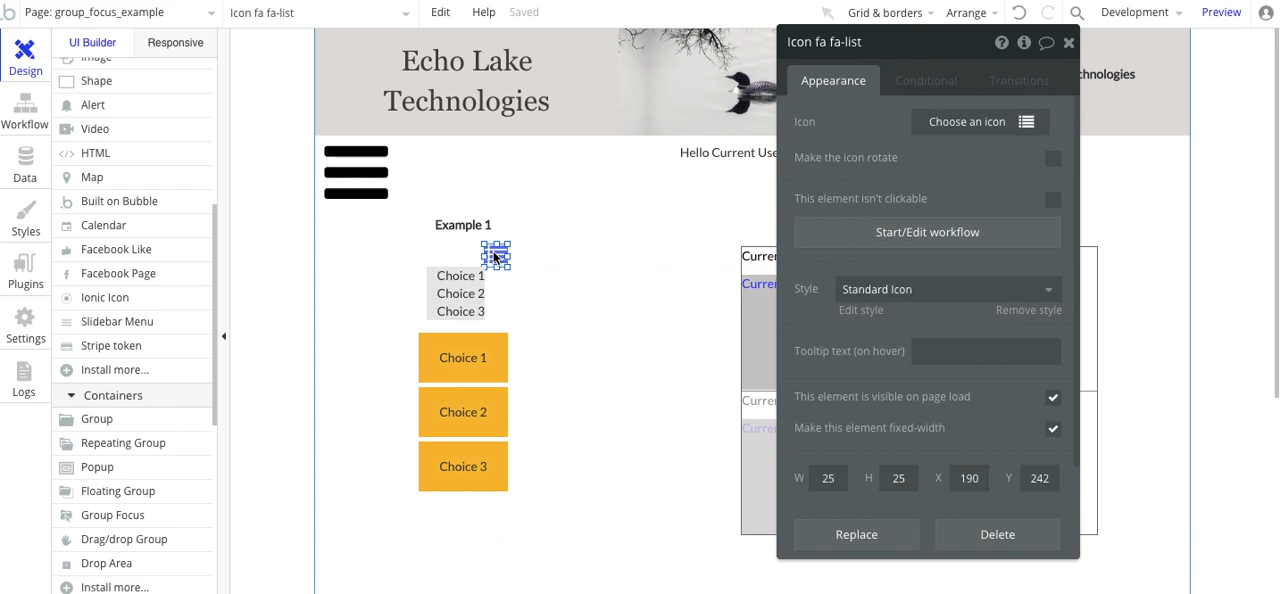 b Page: group_focus_example Icon fa fa-list Edit Help Saved Grid & borders Arrange Development Preview
Design
Workflow
Data
Styles
Plugins
Settings
Logs
UI Builder Responsive
Image
Shape
Alert
Video
</> HTML
Map
Built on Bubble
Calendar
Facebook Like
Facebook Page
Ionic Icon
Slidebar Menu
Stripe token
Install more...
Containers
Group
Repeating Group
Popup
Floating Group
Group Focus
Drag/drop Group
Drop Area
Install more...
Echo Lake
Technologies
chnologies
Hello Current Use
Example 1
Choice 1
Choice 2
Choice 3
Choice 1
Choice 2
Choice 3
Curren
Curren
Curren
Curren
Icon fa fa-list
Appearance Conditional Transitions
Icon Choose an icon
Make the icon rotate
This element isn't clickable
Start/Edit workflow
Style Standard Icon
Edit style Remove style
Tooltip text (on hover)
This element is visible on page load
Make this element fixed-width
W 25 H 25 X 190 Y 242
Replace Delete